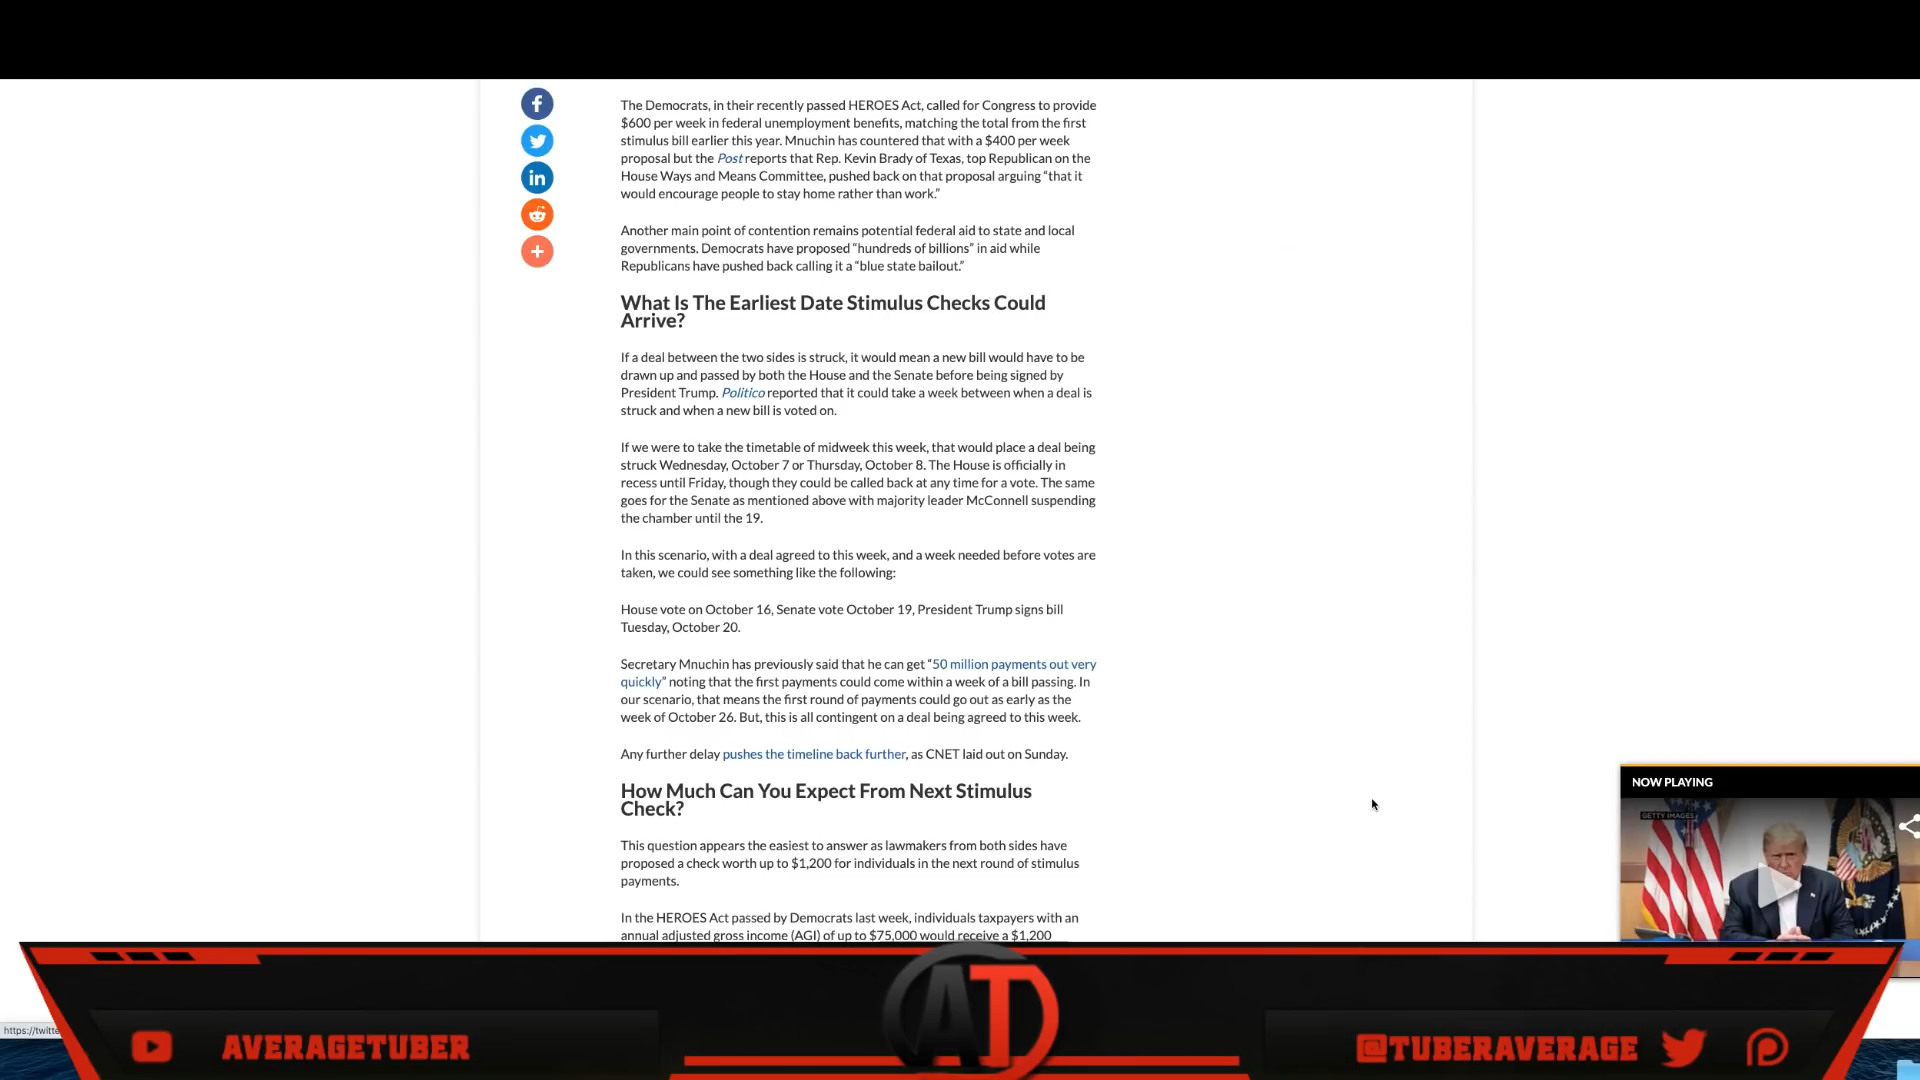 The Democrats, in their recently passed HEROES Act, called for Congress to provide
$600 per week in federal unemployment benefits, matching the total from the first
stimulus bill earlier this year. Mnuchin has countered that with a $400 per week
proposal but the Post reports that Rep. Kevin Brady of Texas, top Republican on the
House Ways and Means Committee, pushed back on that proposal arguing “that it
would encourage people to stay home rather than work.”
Another main point of contention remains potential federal aid to state and local
governments. Democrats have proposed “hundreds of billions” in aid while
Republicans have pushed back calling it a “blue state bailout.”
What Is The Earliest Date Stimulus Checks Could
Arrive?
If a deal between the two sides is struck, it would mean a new bill would have to be
drawn up and passed by both the House and the Senate before being signed by
President Trump. Politico reported that it could take a week between when a deal is
struck and when a new bill is voted on.
If we were to take the timetable of midweek this week, that would place a deal being
struck Wednesday, October 7 or Thursday, October 8. The House is officially in
recess until Friday, though they could be called back at any time for a vote. The same
goes for the Senate as mentioned above with majority leader McConnell suspending
the chamber until the 19.
In this scenario, with a deal agreed to this week, and a week needed before votes are
taken, we could see something like the following:
House vote on October 16, Senate vote October 19, President Trump signs bill
Tuesday, October 20.
Secretary Mnuchin has previously said that he can get “50 million payments out very
quickly” noting that the first payments could come within a week of a bill passing. In
our scenario, that means the first round of payments could go out as early as the
week of October 26. But, this is all contingent on a deal being agreed to this week.
Any further delay pushes the timeline back further, as CNET laid out on Sunday.
How Much Can You Expect From Next Stimulus
Check?
This question appears the easiest to answer as lawmakers from both sides have
proposed a check worth up to $1,200 for individuals in the next round of stimulus
payments.
In the HEROES Act passed by Democrats last week, individuals taxpayers with an
annual adjusted gross income (AGI) of up to $75,000 would receive a $1,200
NOW PLAYING
GETTY IMAGES
https://twitte
AVERAGETUBER
AT
@TUBERAVERAGE